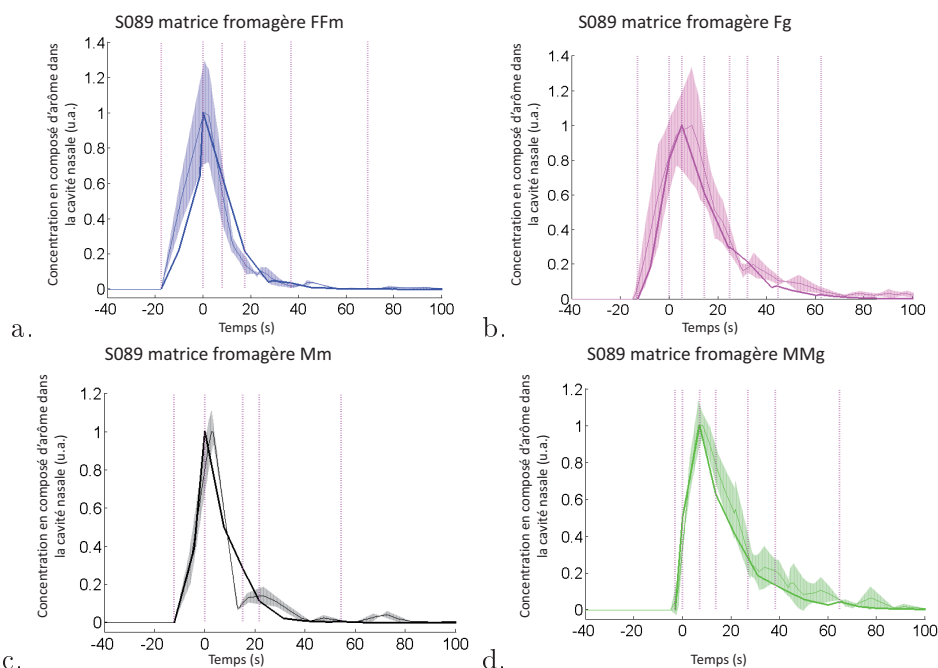 S089 matrice fromagère FFm
Concentration en composé d'arôme dans
la cavité nasale (u.a.)
1.4
1.2
1
0.8
0.6
0.4
0.2
0
-40 -20 0 20 40 60 80 100
Temps (s)
a.
S089 matrice fromagère Fg
Concentration en composé d'arôme dans
la cavité nasale (u.a.)
1.4
1.2
1
0.8
0.6
0.4
0.2
0
-40 -20 0 20 40 60 80 100
Temps (s)
b.
S089 matrice fromagère Mm
Concentration en composé d'arôme dans
la cavité nasale (u.a.)
1.2
1
0.8
0.6
0.4
0.2
0
-40 -20 0 20 40 60 80 100
Temps (s)
c.
S089 matrice fromagère MMg
Concentration en composé d'arôme dans
la cavité nasale (u.a.)
1.2
1
0.8
0.6
0.4
0.2
0
-40 -20 0 20 40 60 80 100
Temps (s)
d.